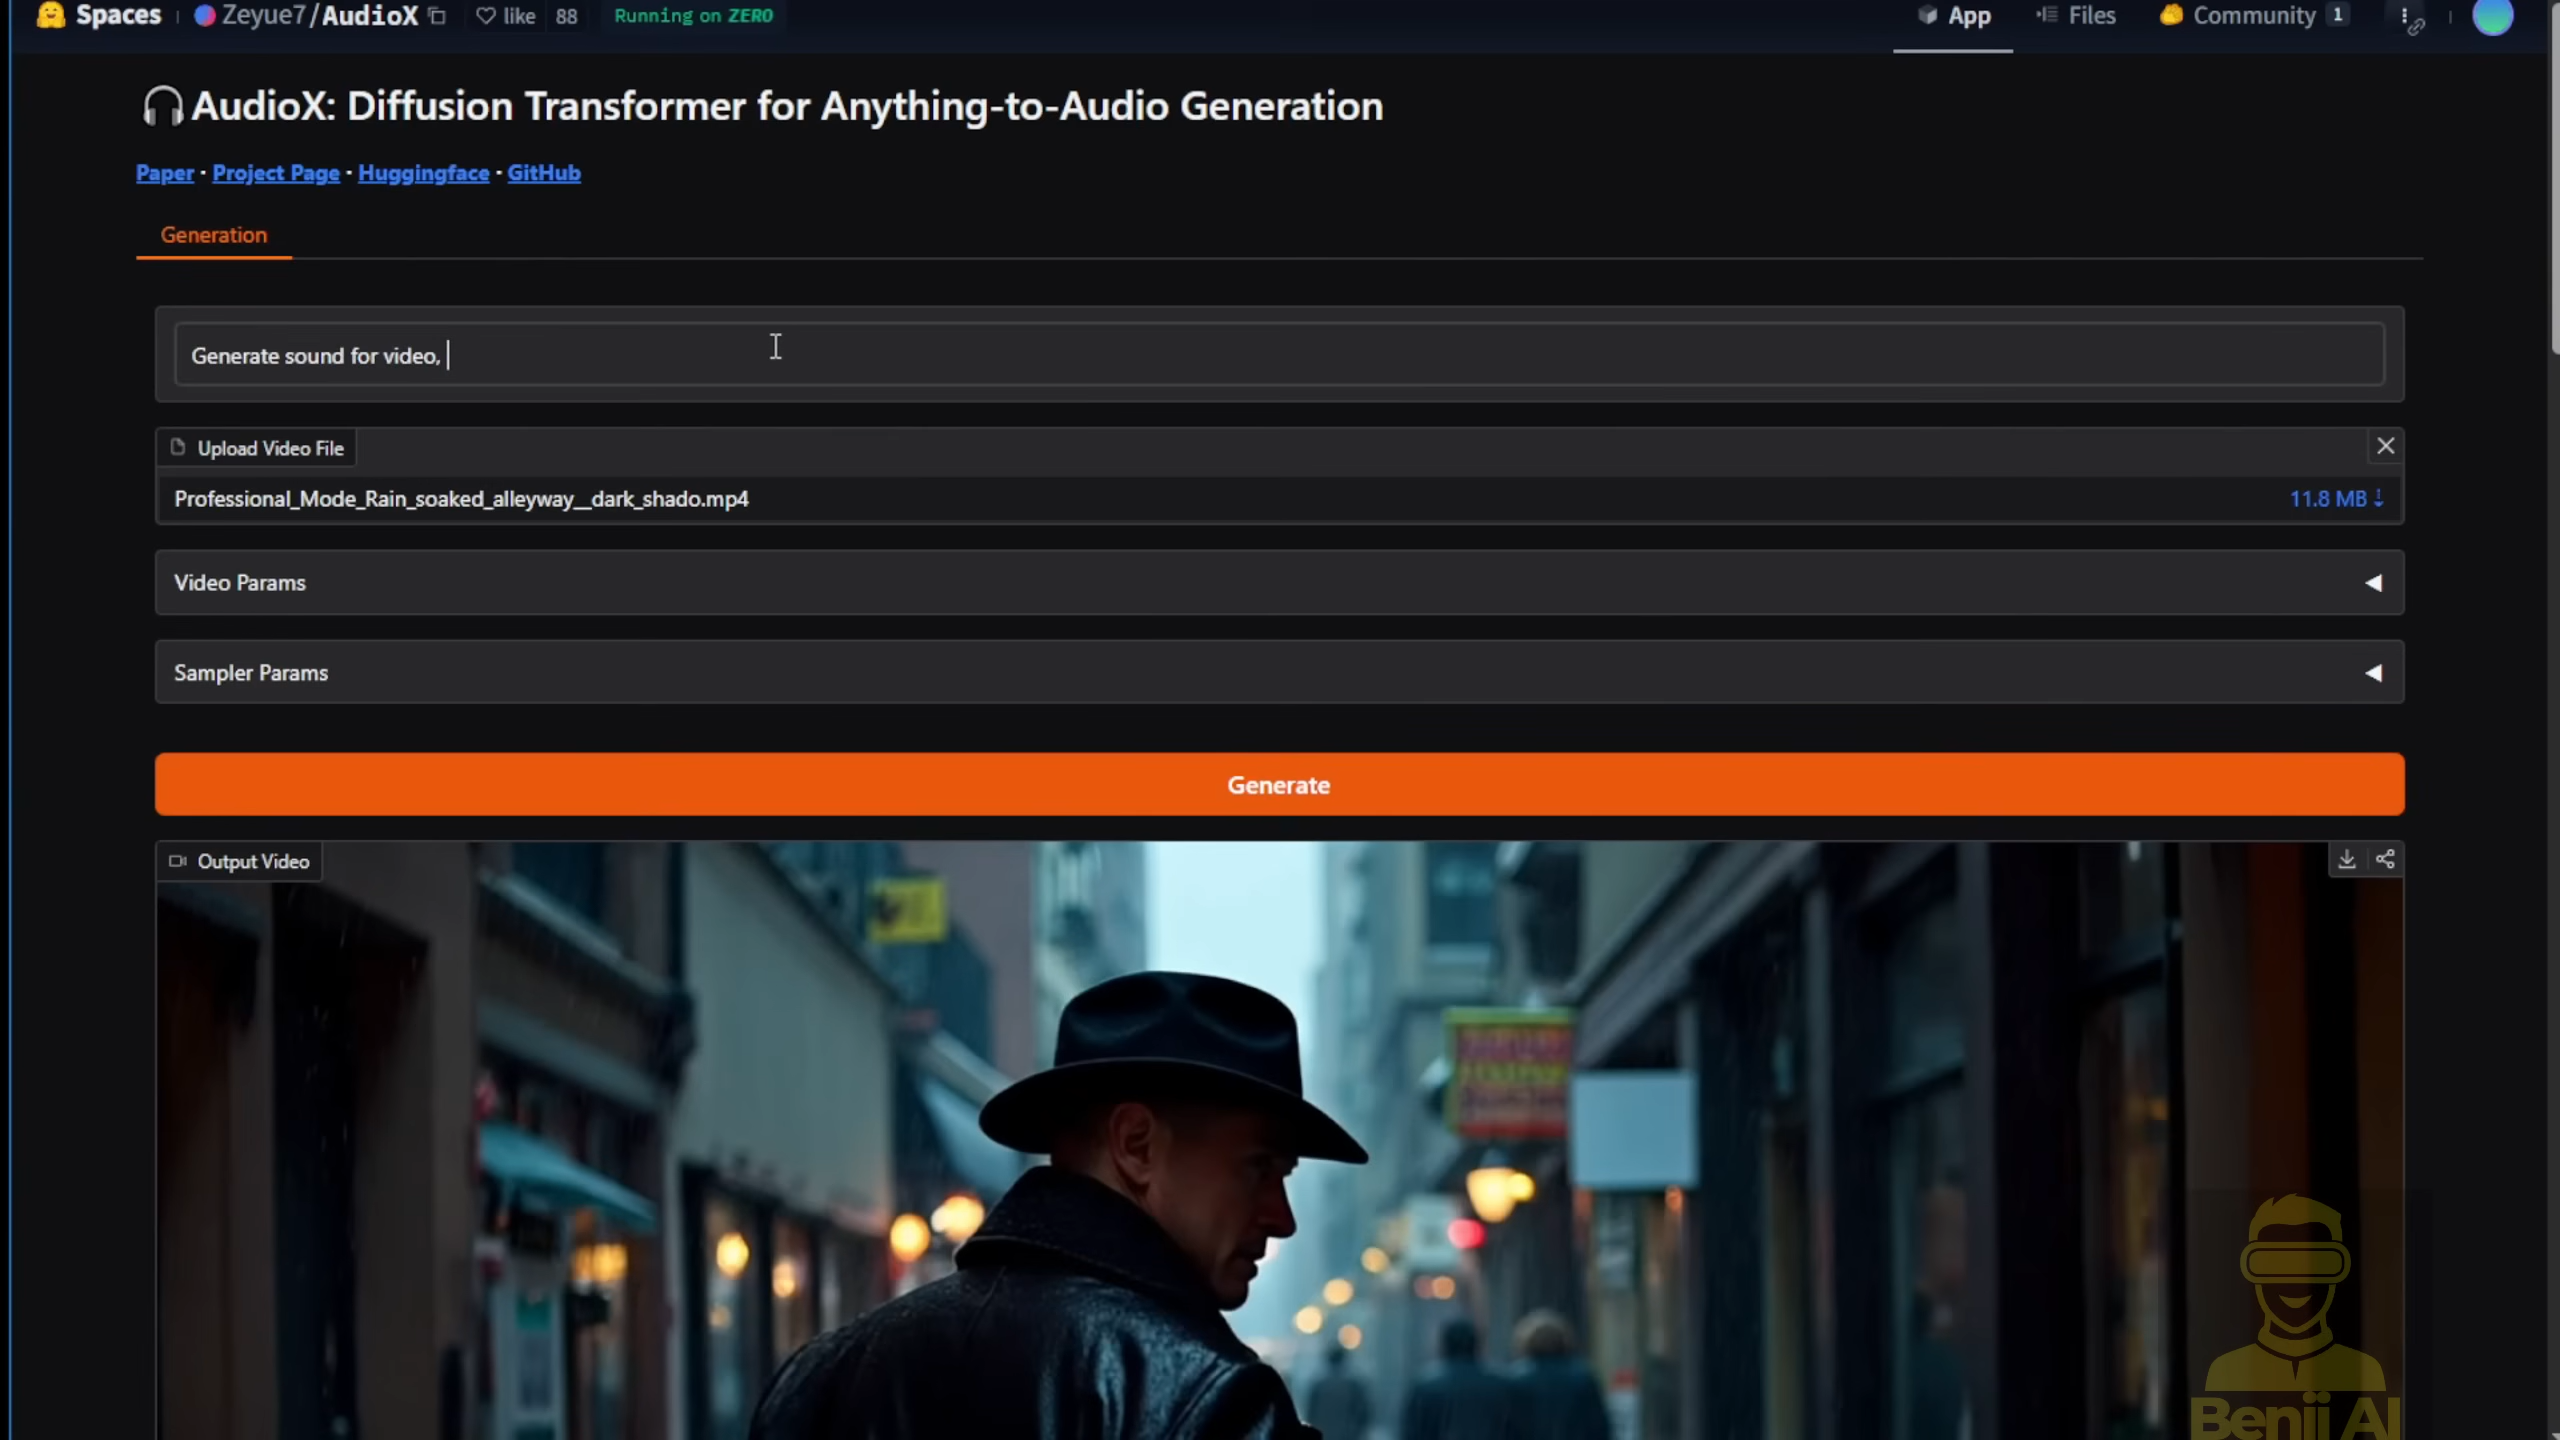 Spaces Zeyue7/AudioX like 88 Running on ZERO App Files Community 1
AudioX: Diffusion Transformer for Anything-to-Audio Generation
Paper · Project Page · Huggingface · GitHub
Generation
Generate sound for video,
Upload Video File
Professional_Mode_Rain_soaked_alleyway__dark_shado.mp4 11.8 MB ↓
Video Params
Sampler Params
Generate
Output Video
Benji AI